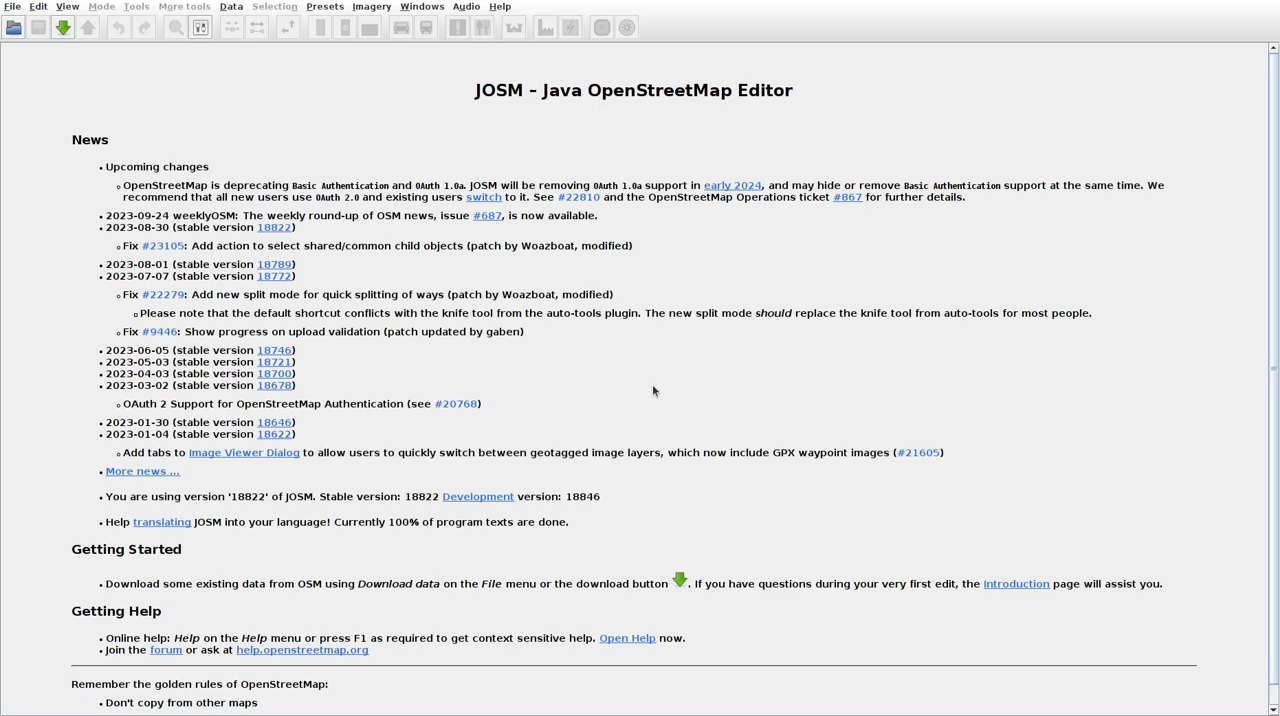 File Edit View Mode Tools More tools Data Selection Presets Imagery Windows Audio Help
JOSM – Java OpenStreetMap Editor
News
Upcoming changes
OpenStreetMap is deprecating Basic Authentication and OAuth 1.0a. JOSM will be removing OAuth 1.0a support in early 2024, and may hide or remove Basic Authentication support at the same time. We
recommend that all new users use OAuth 2.0 and existing users switch to it. See #22810 and the OpenStreetMap Operations ticket #867 for further details.
2023-09-24 weeklyOSM: The weekly round-up of OSM news, issue #687, is now available.
2023-08-30 (stable version 18822)
Fix #23105: Add action to select shared/common child objects (patch by Woazboat, modified)
2023-08-01 (stable version 18789)
2023-07-07 (stable version 18772)
Fix #22279: Add new split mode for quick splitting of ways (patch by Woazboat, modified)
Please note that the default shortcut conflicts with the knife tool from the auto-tools plugin. The new split mode should replace the knife tool from auto-tools for most people.
Fix #9446: Show progress on upload validation (patch updated by gaben)
2023-06-05 (stable version 18746)
2023-05-03 (stable version 18721)
2023-04-03 (stable version 18700)
2023-03-02 (stable version 18678)
OAuth 2 Support for OpenStreetMap Authentication (see #20768)
2023-01-30 (stable version 18646)
2023-01-04 (stable version 18622)
Add tabs to Image Viewer Dialog to allow users to quickly switch between geotagged image layers, which now include GPX waypoint images (#21605)
More news ...
You are using version '18822' of JOSM. Stable version: 18822 Development version: 18846
Help translating JOSM into your language! Currently 100% of program texts are done.
Getting Started
Download some existing data from OSM using Download data on the File menu or the download button . If you have questions during your very first edit, the Introduction page will assist you.
Getting Help
Online help: Help on the Help menu or press F1 as required to get context sensitive help. Open Help now.
Join the forum or ask at help.openstreetmap.org
Remember the golden rules of OpenStreetMap:
Don't copy from other maps